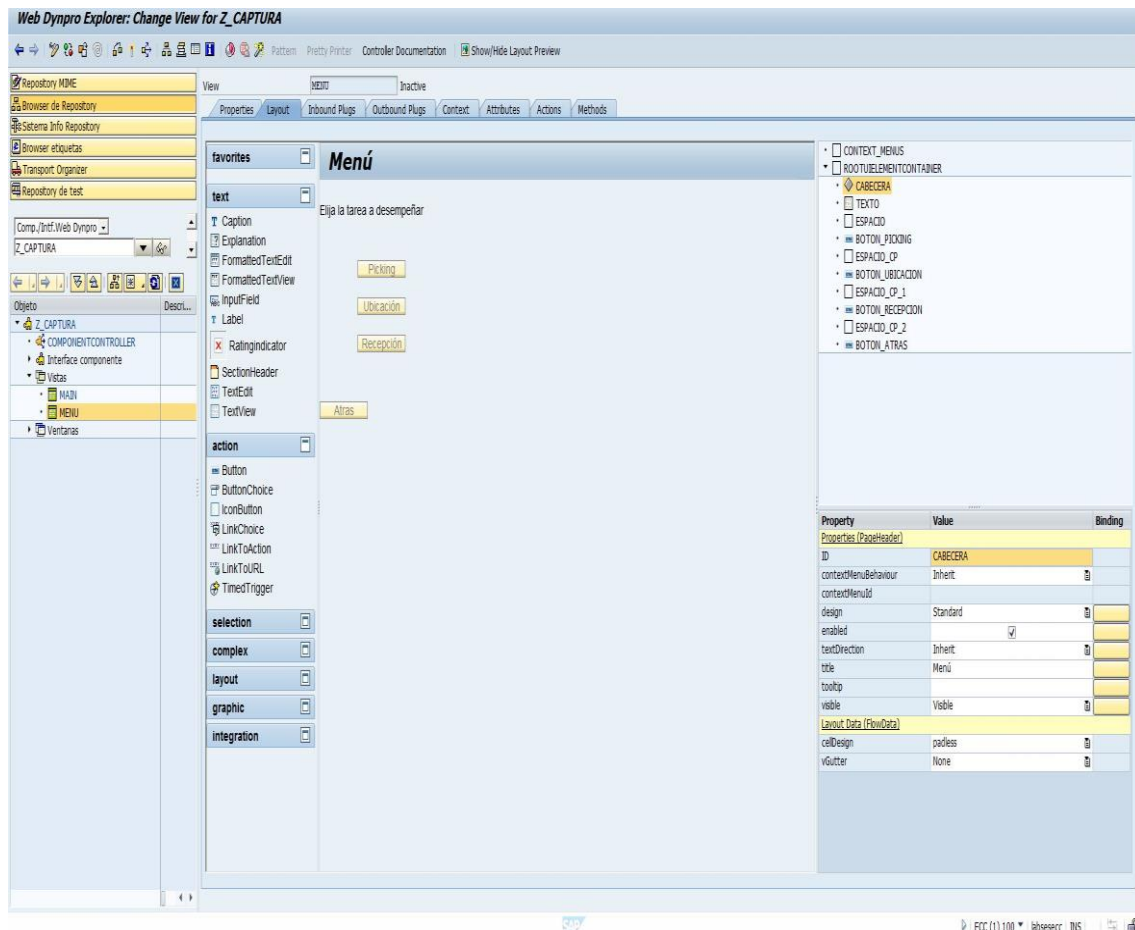 Web Dynpro Explorer: Change View for Z_CAPTURA
Pattern Pretty Printer Controller Documentation Show/Hide Layout Preview
Repository MIME
Browser de Repository
Sistema Info Repository
Browser etiquetas
Transport Organizer
Repository de test
Comp./Intf.Web Dynpro
Z_CAPTURA
Objeto Descri...
Z_CAPTURA
COMPONENTCONTROLLER
Interface componente
Vistas
MAIN
MENU
Ventanas
View MENU Inactive
Properties Layout Inbound Plugs Outbound Plugs Context Attributes Actions Methods
favorites
text
T Caption
Explanation
FormattedTextEdit
FormattedTextView
InputField
T Label
Ratingindicator
SectionHeader
TextEdit
TextView
action
Button
ButtonChoice
IconButton
LinkChoice
LinkToAction
LinkToURL
TimedTrigger
selection
complex
layout
graphic
integration
Menú
Elija la tarea a desempeñar
Picking
Ubicación
Recepción
Atras
CONTEXT_MENUS
ROOTUIELEMENTCONTAINER
CABECERA
TEXTO
ESPACIO
BOTON_PICKING
ESPACIO_CP
BOTON_UBICACION
ESPACIO_CP_1
BOTON_RECEPCION
ESPACIO_CP_2
BOTON_ATRAS
Property Value Binding
Properties (PageHeader)
ID CABECERA
contextMenuBehaviour Inherit
contextMenuId
design Standard
enabled
textDirection Inherit
title Menú
tooltip
visible Visible
Layout Data (FlowData)
cellDesign padless
vGutter None
SAP
ECC (1) 100 labsesecc INS